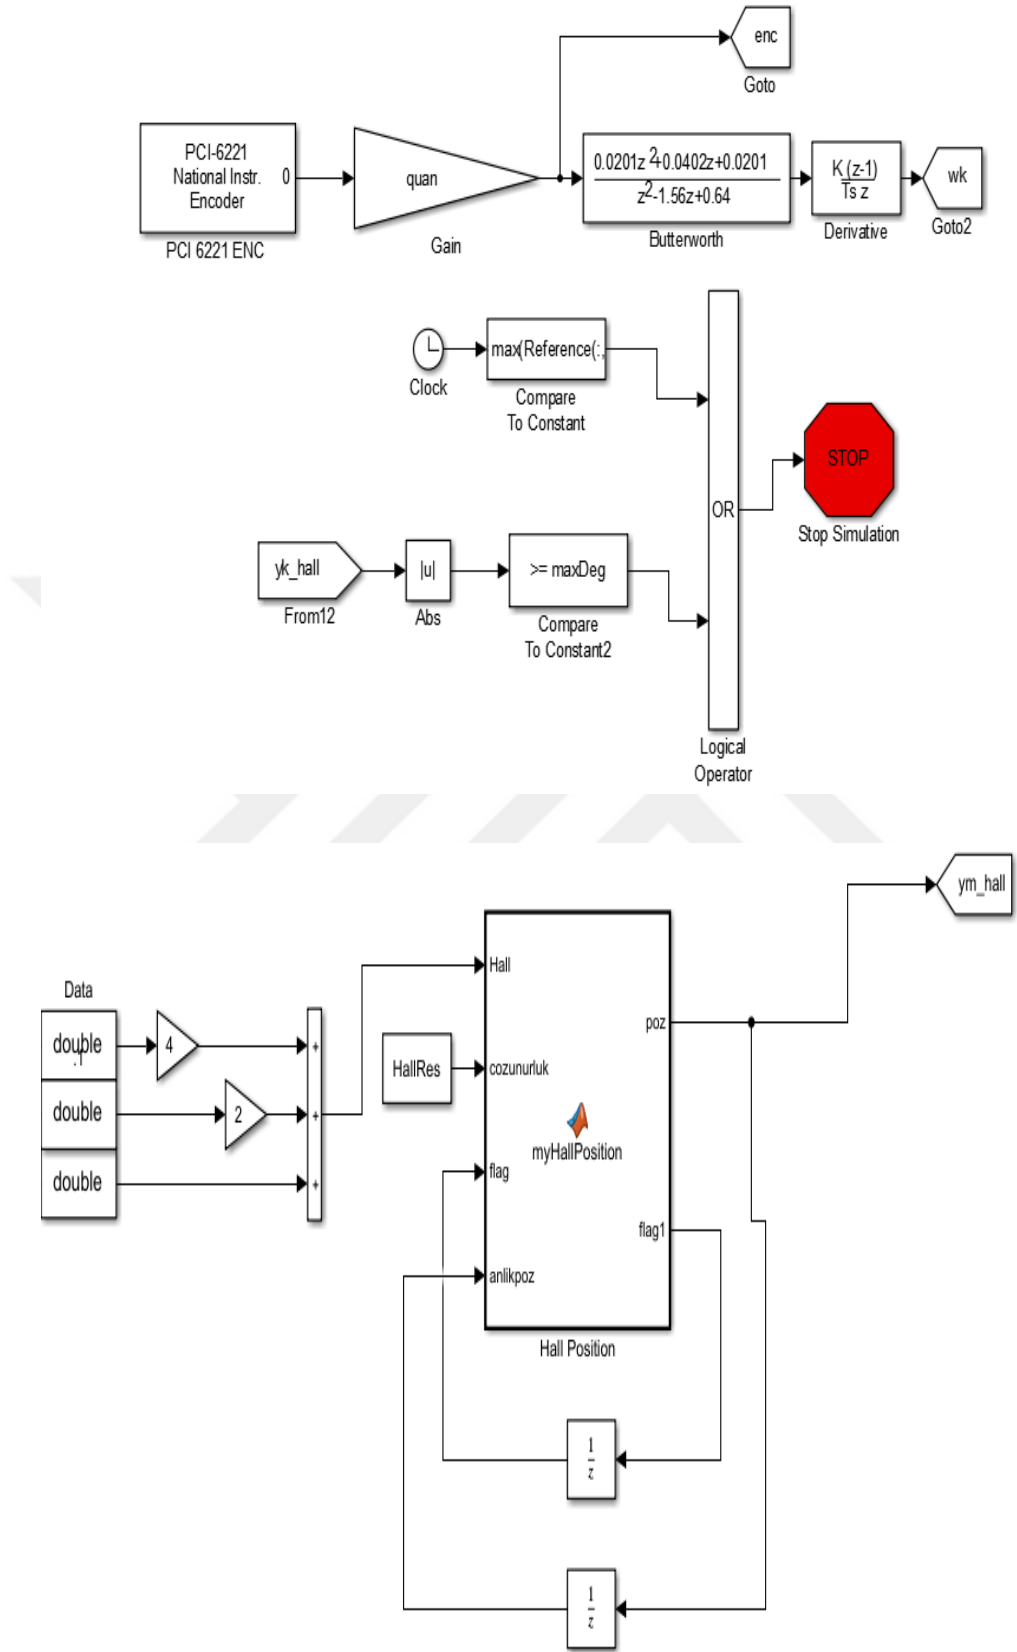 enc
Goto
PCI-6221
National Instr.
Encoder
0
PCI 6221 ENC
quan
Gain
0.0201z^2+0.0402z+0.0201
z^2-1.56z+0.64
Butterworth
K (z-1)
Ts z
Derivative
wk
Goto2
Clock
max(Reference(:,
Compare
To Constant
OR
STOP
Stop Simulation
yk_hall
From12
|u|
Abs
>= maxDeg
Compare
To Constant2
Logical
Operator
ym_hall
Data
double
4
+
double
2
+
double
+
Hall
HallRes
cozunurluk
flag
anlikpoz
myHallPosition
poz
flag1
Hall Position
1
z
1
z